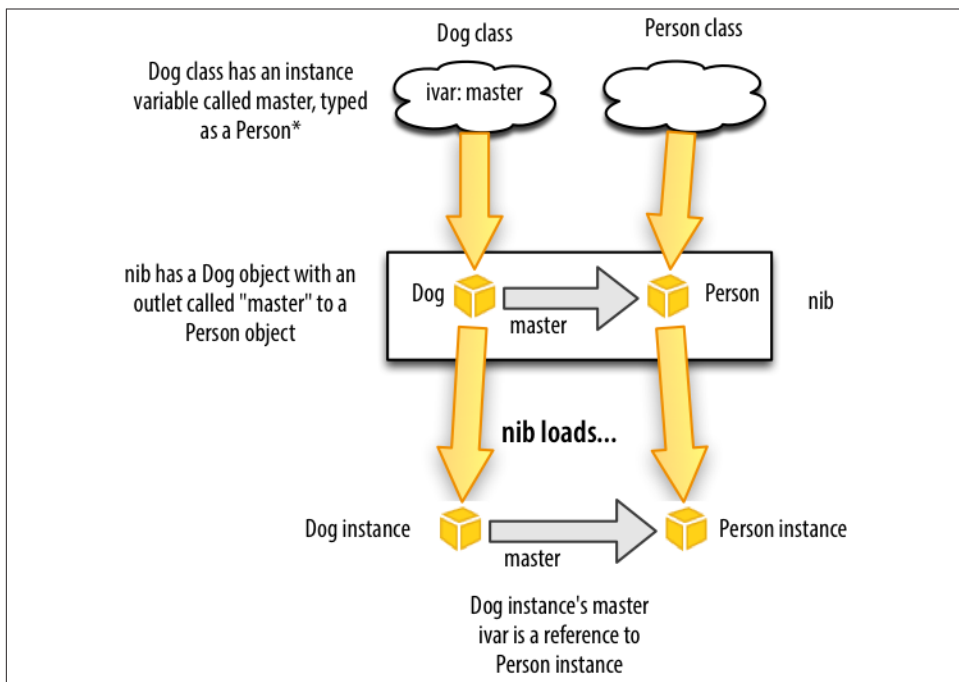 Dog class
Person class
Dog class has an instance
variable called master, typed
as a Person*
ivar: master
nib has a Dog object with an
outlet called "master" to a
Person object
Dog
master
Person
nib
nib loads...
Dog instance
master
Person instance
Dog instance's master
ivar is a reference to
Person instance